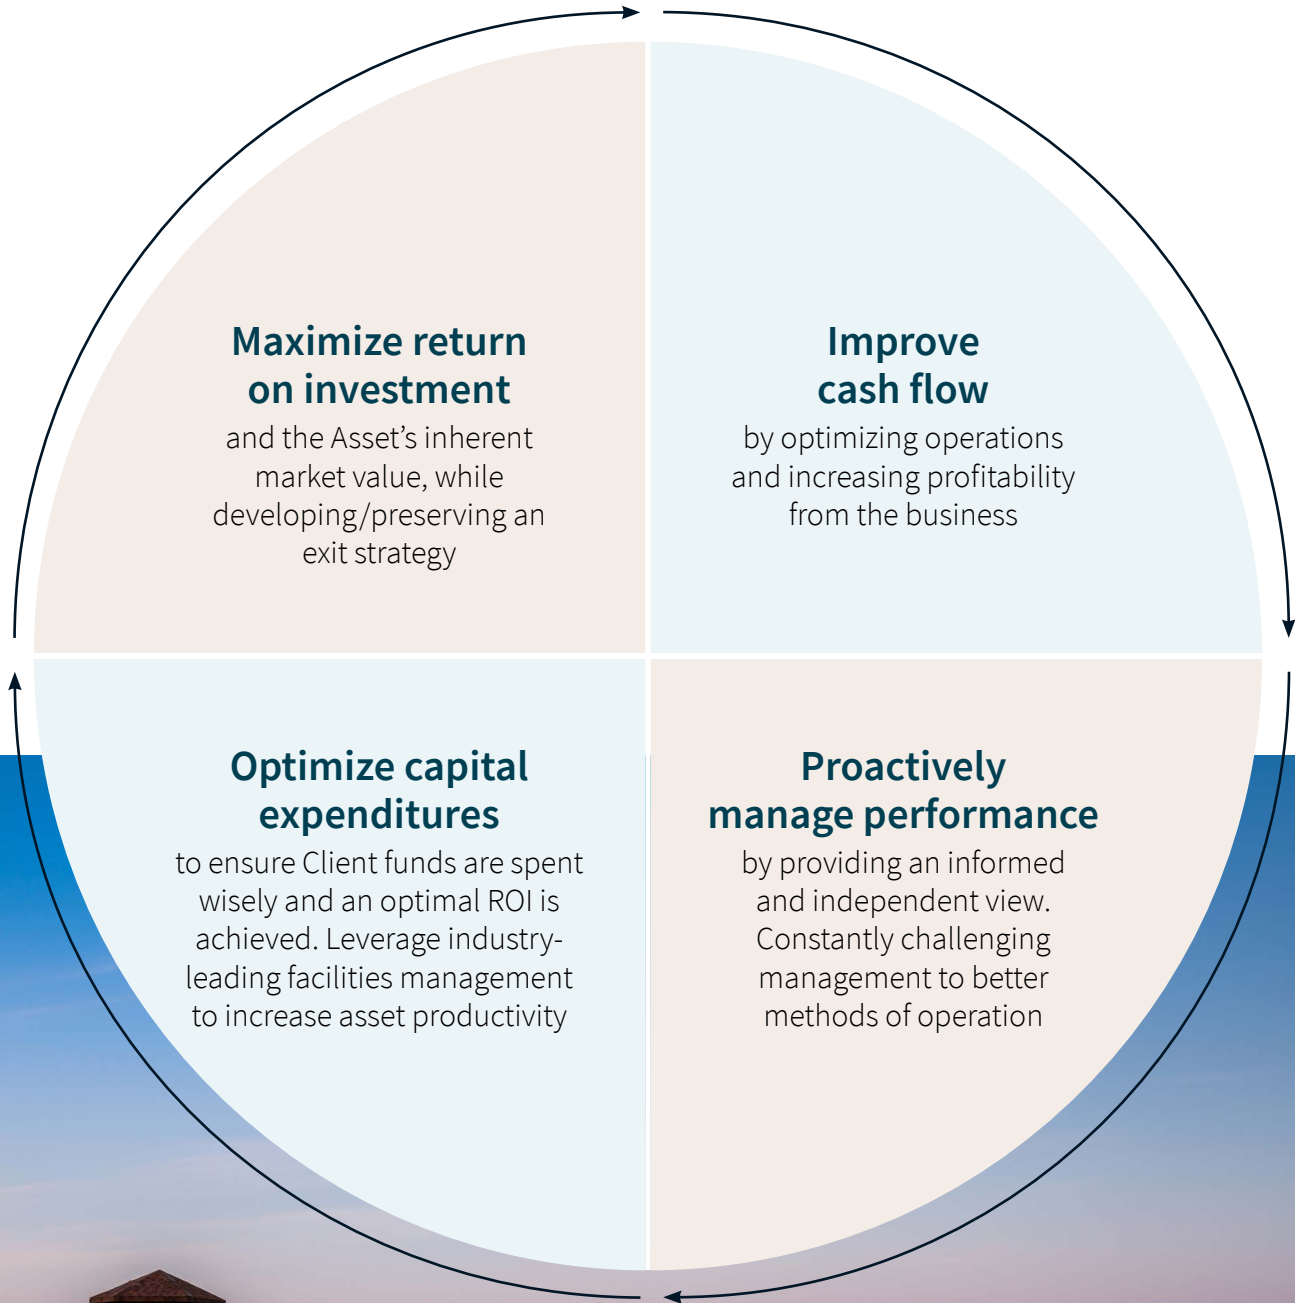 Maximize return
on investment
and the Asset’s inherent
market value, while
developing/preserving an
exit strategy
Improve
cash flow
by optimizing operations
and increasing profitability
from the business
Optimize capital
expenditures
to ensure Client funds are spent
wisely and an optimal ROI is
achieved. Leverage industry-
leading facilities management
to increase asset productivity
Proactively
manage performance
by providing an informed
and independent view.
Constantly challenging
management to better
methods of operation